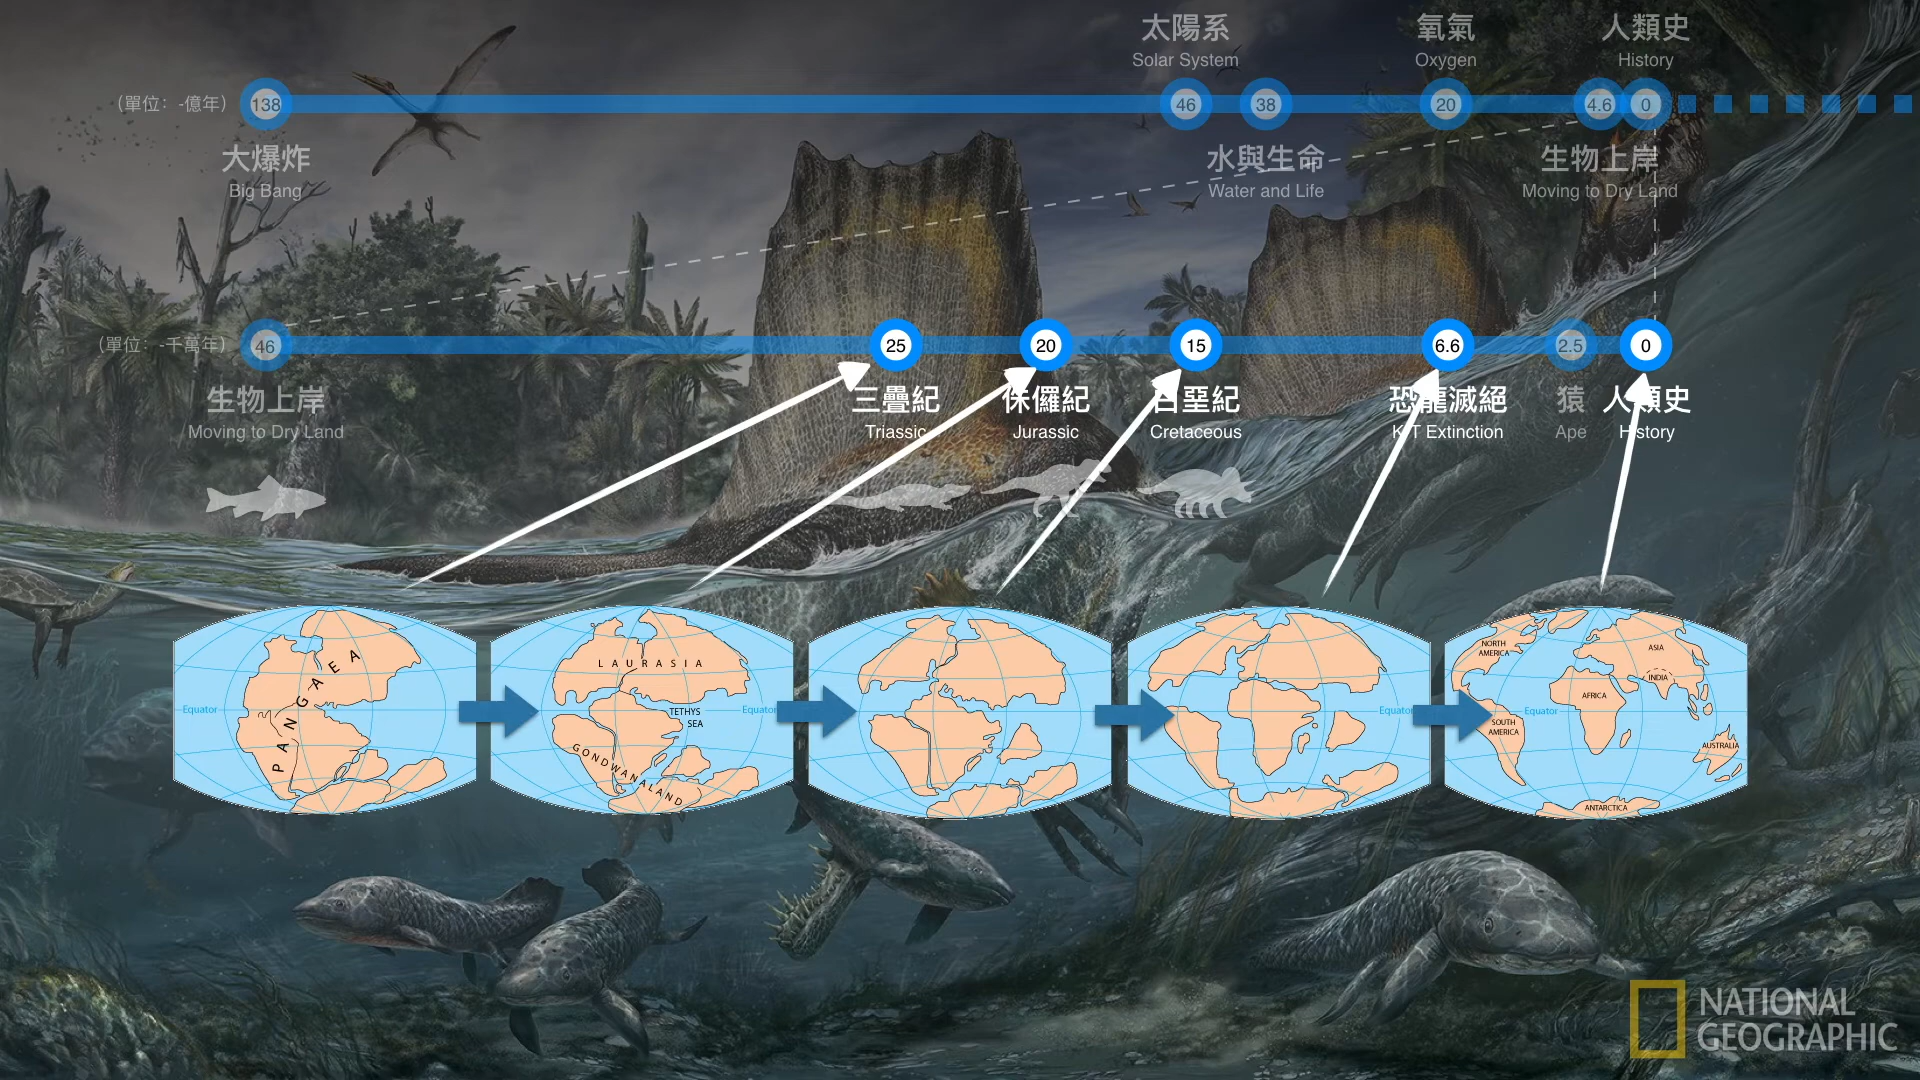 太陽系
Solar System
氧氣
Oxygen
人類史
History
(單位：-億年)
138
46
38
20
4.6
0
大爆炸
Big Bang
水與生命
Water and Life
生物上岸
Moving to Dry Land
(單位：-千萬年)
46
25
20
15
6.6
2.5
0
生物上岸
Moving to Dry Land
三疊紀
Triassic
侏儸紀
Jurassic
白堊紀
Cretaceous
恐龍滅絕
K-T Extinction
猿
Ape
人類史
History
PANGAEA
Equator
LAURASIA
TETHYS
SEA
Equator
GONDWANALAND
Equator
NORTH
AMERICA
ASIA
INDIA
AFRICA
Equator
SOUTH
AMERICA
AUSTRALIA
ANTARCTICA
NATIONAL
GEOGRAPHIC